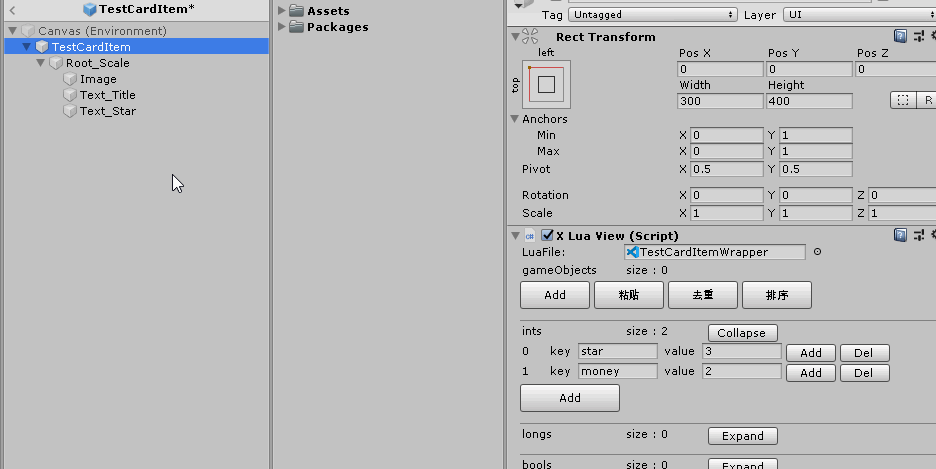 TestCardItem*
Canvas (Environment)
TestCardItem
Root_Scale
Image
Text_Title
Text_Star
Assets
Packages
Tag Untagged Layer UI
Rect Transform
left
top
Pos X Pos Y Pos Z
0 0 0
Width Height
300 400
R
Anchors
Min X 0 Y 1
Max X 0 Y 1
Pivot X 0.5 Y 0.5
Rotation X 0 Y 0 Z 0
Scale X 1 Y 1 Z 1
X Lua View (Script)
LuaFile: TestCardItemWrapper
gameObjects size : 0
Add 粘贴 去重 排序
ints size : 2 Collapse
0 key star value 3 Add Del
1 key money value 2 Add Del
Add
longs size : 0 Expand
bools size : 0 Expand